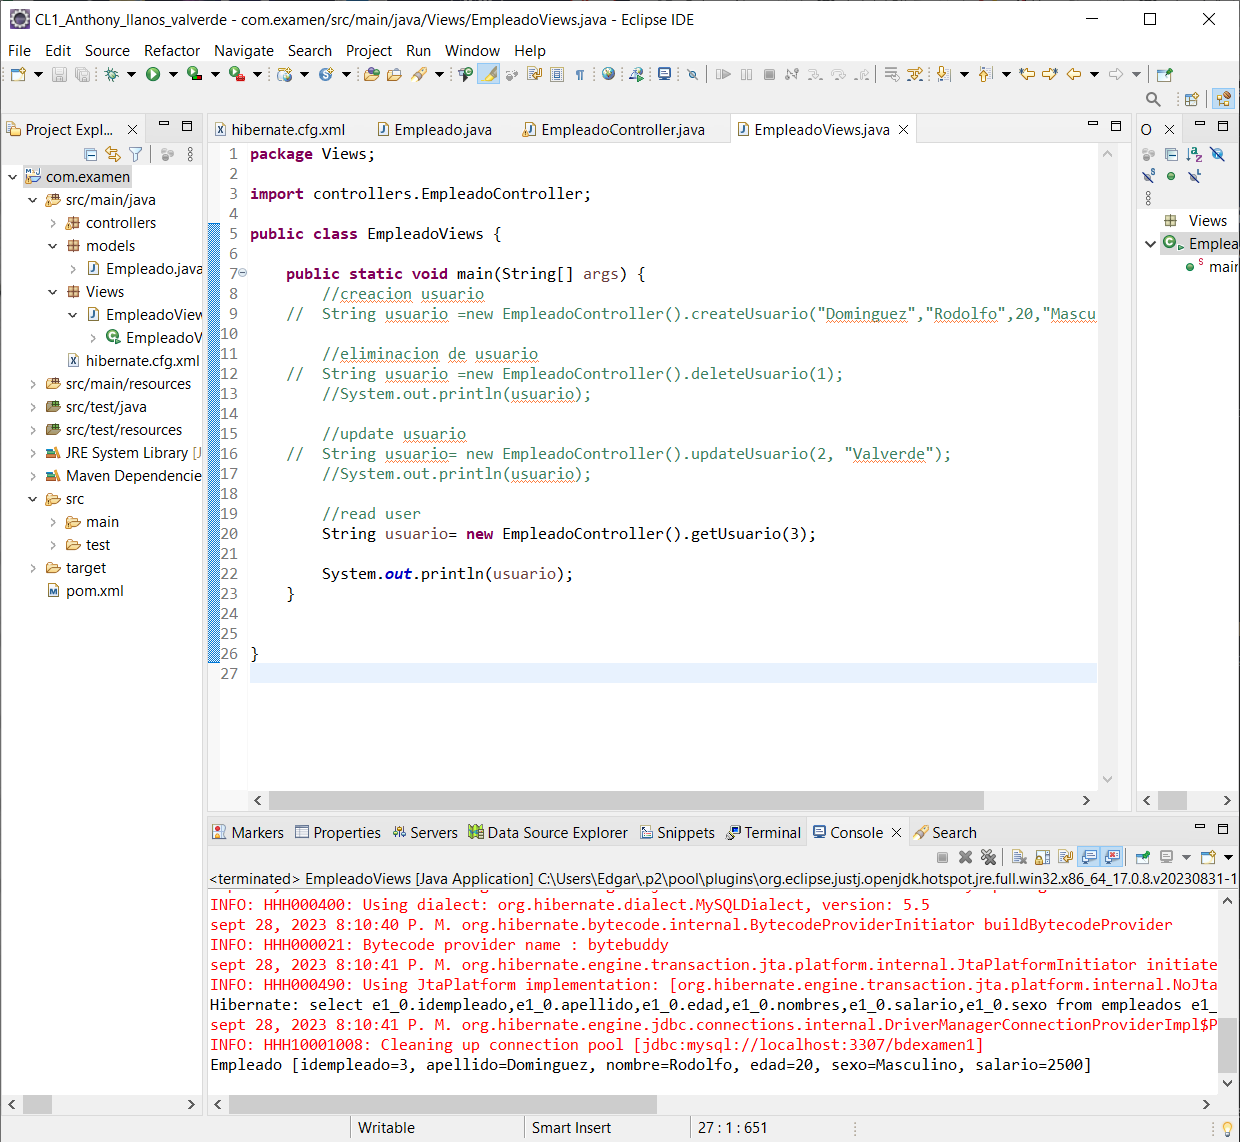 CL1_Anthony_llanos_valverde - com.examen/src/main/java/Views/EmpleadoViews.java - Eclipse IDE
File Edit Source Refactor Navigate Search Project Run Window Help
Project Expl...
com.examen
src/main/java
controllers
models
Empleado.java
Views
EmpleadoView
EmpleadoV
hibernate.cfg.xml
src/main/resources
src/test/java
src/test/resources
JRE System Library [J
Maven Dependencie
src
main
test
target
pom.xml
hibernate.cfg.xml Empleado.java EmpleadoController.java EmpleadoViews.java
1 package Views;
2
3 import controllers.EmpleadoController;
4
5 public class EmpleadoViews {
6
7 public static void main(String[] args) {
8 //creacion usuario
9 // String usuario =new EmpleadoController().createUsuario("Dominguez","Rodolfo",20,"Mascu
10
11 //eliminacion de usuario
12 // String usuario =new EmpleadoController().deleteUsuario(1);
13 //System.out.println(usuario);
14
15 //update usuario
16 // String usuario= new EmpleadoController().updateUsuario(2, "Valverde");
17 //System.out.println(usuario);
18
19 //read user
20 String usuario= new EmpleadoController().getUsuario(3);
21
22 System.out.println(usuario);
23 }
24
25
26 }
27
O
Views
Emplea
main
Markers Properties Servers Data Source Explorer Snippets Terminal Console Search
<terminated> EmpleadoViews [Java Application] C:\Users\Edgar\.p2\pool\plugins\org.eclipse.justj.openjdk.hotspot.jre.full.win32.x86_64_17.0.8.v20230831-1
INFO: HHH000400: Using dialect: org.hibernate.dialect.MySQLDialect, version: 5.5
sept 28, 2023 8:10:40 P. M. org.hibernate.bytecode.internal.BytecodeProviderInitiator buildBytecodeProvider
INFO: HHH000021: Bytecode provider name : bytebuddy
sept 28, 2023 8:10:41 P. M. org.hibernate.engine.transaction.jta.platform.internal.JtaPlatformInitiator initiate
INFO: HHH000490: Using JtaPlatform implementation: [org.hibernate.engine.transaction.jta.platform.internal.NoJta
Hibernate: select e1_0.idempleado,e1_0.apellido,e1_0.edad,e1_0.nombres,e1_0.salario,e1_0.sexo from empleados e1_
sept 28, 2023 8:10:41 P. M. org.hibernate.engine.jdbc.connections.internal.DriverManagerConnectionProviderImpl$P
INFO: HHH10001008: Cleaning up connection pool [jdbc:mysql://localhost:3307/bdexamen1]
Empleado [idempleado=3, apellido=Dominguez, nombre=Rodolfo, edad=20, sexo=Masculino, salario=2500]
Writable Smart Insert 27 : 1 : 651